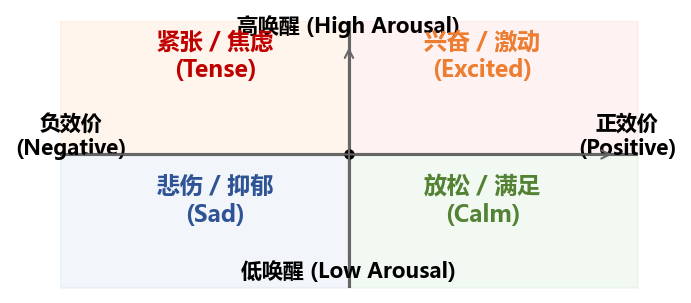 高唤醒 (High Arousal)
紧张 / 焦虑
(Tense)
兴奋 / 激动
(Excited)
负效价
(Negative)
正效价
(Positive)
悲伤 / 抑郁
(Sad)
放松 / 满足
(Calm)
低唤醒 (Low Arousal)